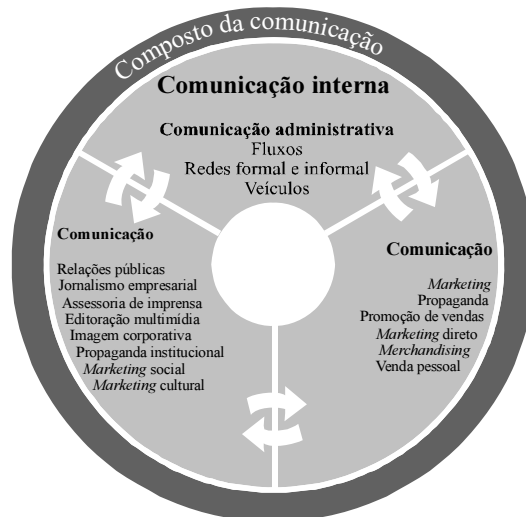 Composto da comunicação
Comunicação interna
Comunicação administrativa
Fluxos
Redes formal e informal
Veículos
Comunicação
Relações públicas
Jornalismo empresarial
Assessoria de imprensa
Editoração multimídia
Imagem corporativa
Propaganda institucional
Marketing social
Marketing cultural
Comunicação
Marketing
Propaganda
Promoção de vendas
Marketing direto
Merchandising
Venda pessoal